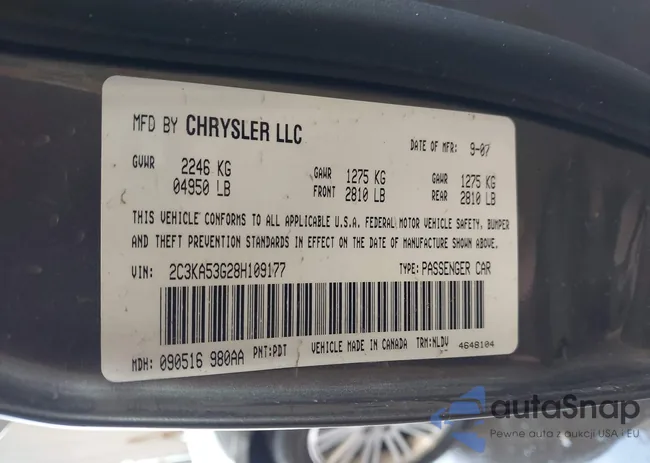 MFD BY CHRYSLER LLC
DATE OF MFR: 9-07
GVWR 2246 KG
04950 LB
GAWR FRONT 1275 KG
2810 LB
GAWR REAR 1275 KG
2810 LB
THIS VEHICLE CONFORMS TO ALL APPLICABLE U.S.A. FEDERAL MOTOR VEHICLE SAFETY, BUMPER
AND THEFT PREVENTION STANDARDS IN EFFECT ON THE DATE OF MANUFACTURE SHOWN ABOVE.
VIN: 2C3KA53G28H109177 TYPE: PASSENGER CAR
MDH: 090516 980AA PNT:PDT VEHICLE MADE IN CANADA TRM:NLDV 4648104
autaSnap
Pewne auta z aukcji USA i EU